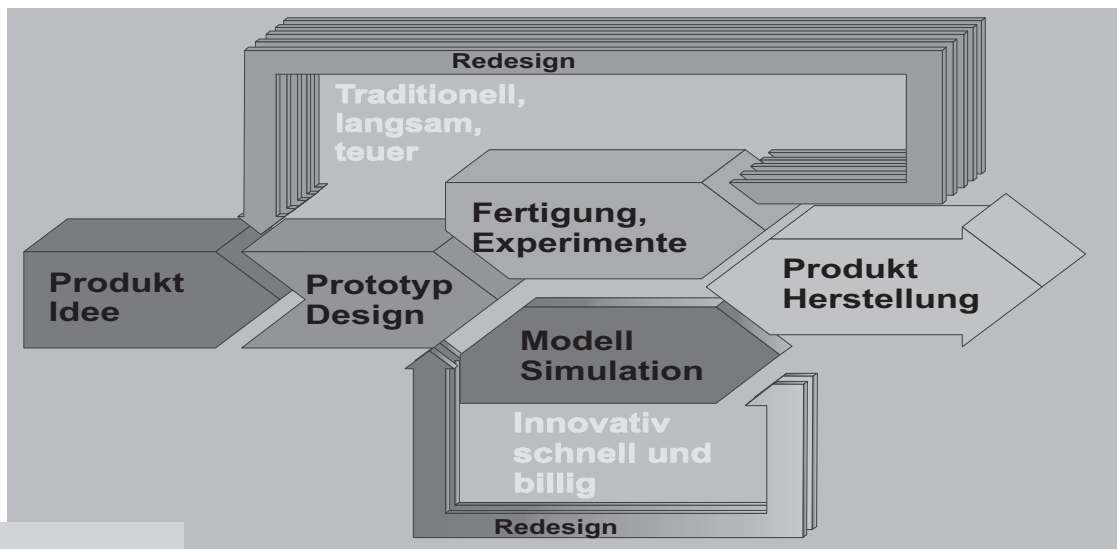 Redesign
Traditionell,
langsam,
teuer
Fertigung,
Experimente
Produkt
Idee
Prototyp
Design
Produkt
Herstellung
Modell
Simulation
Innovativ
schnell und
billig
Redesign